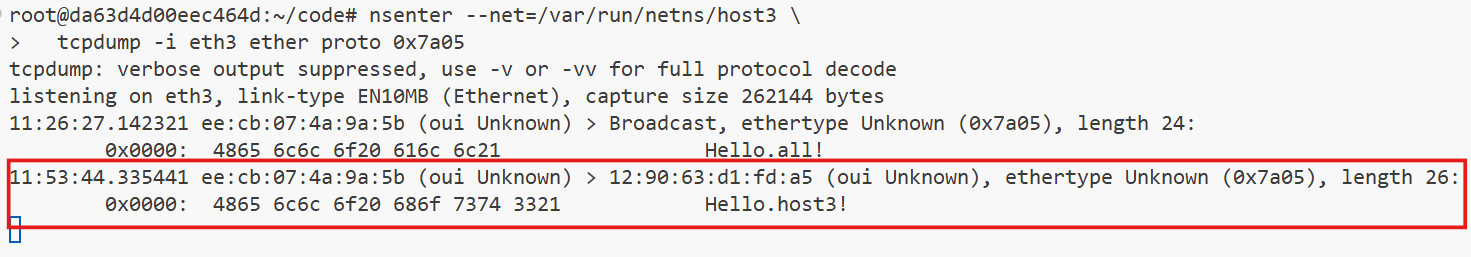 root@da63d4d00eec464d:~/code# nsenter --net=/var/run/netns/host3 \
>   tcpdump -i eth3 ether proto 0x7a05
tcpdump: verbose output suppressed, use -v or -vv for full protocol decode
listening on eth3, link-type EN10MB (Ethernet), capture size 262144 bytes
11:26:27.142321 ee:cb:07:4a:9a:5b (oui Unknown) > Broadcast, ethertype Unknown (0x7a05), length 24:
        0x0000:  4865 6c6c 6f20 616c 6c21                 Hello.all!
11:53:44.335441 ee:cb:07:4a:9a:5b (oui Unknown) > 12:90:63:d1:fd:a5 (oui Unknown), ethertype Unknown (0x7a05), length 26:
        0x0000:  4865 6c6c 6f20 686f 7374 3321            Hello.host3!